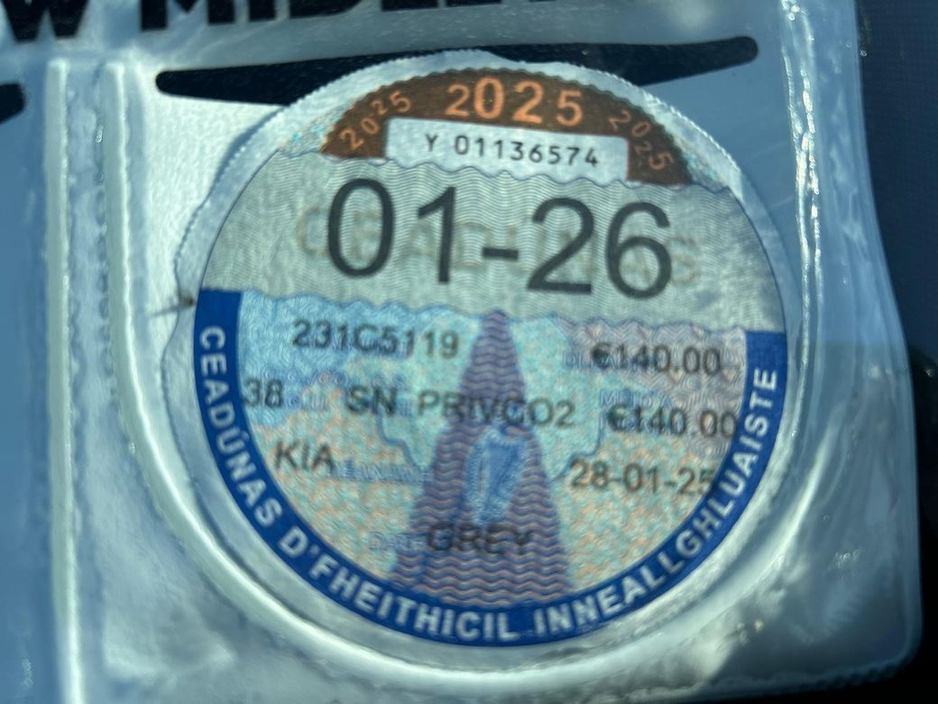 2025 2025 2025
Y 01136574
01-26
231C5119 €140.00
38 SN PRIVCO2 €140.00
KIA 28-01-25
GREY
CEADÚNAS D'FHEITHICIL INNEALLGHLUAISTE